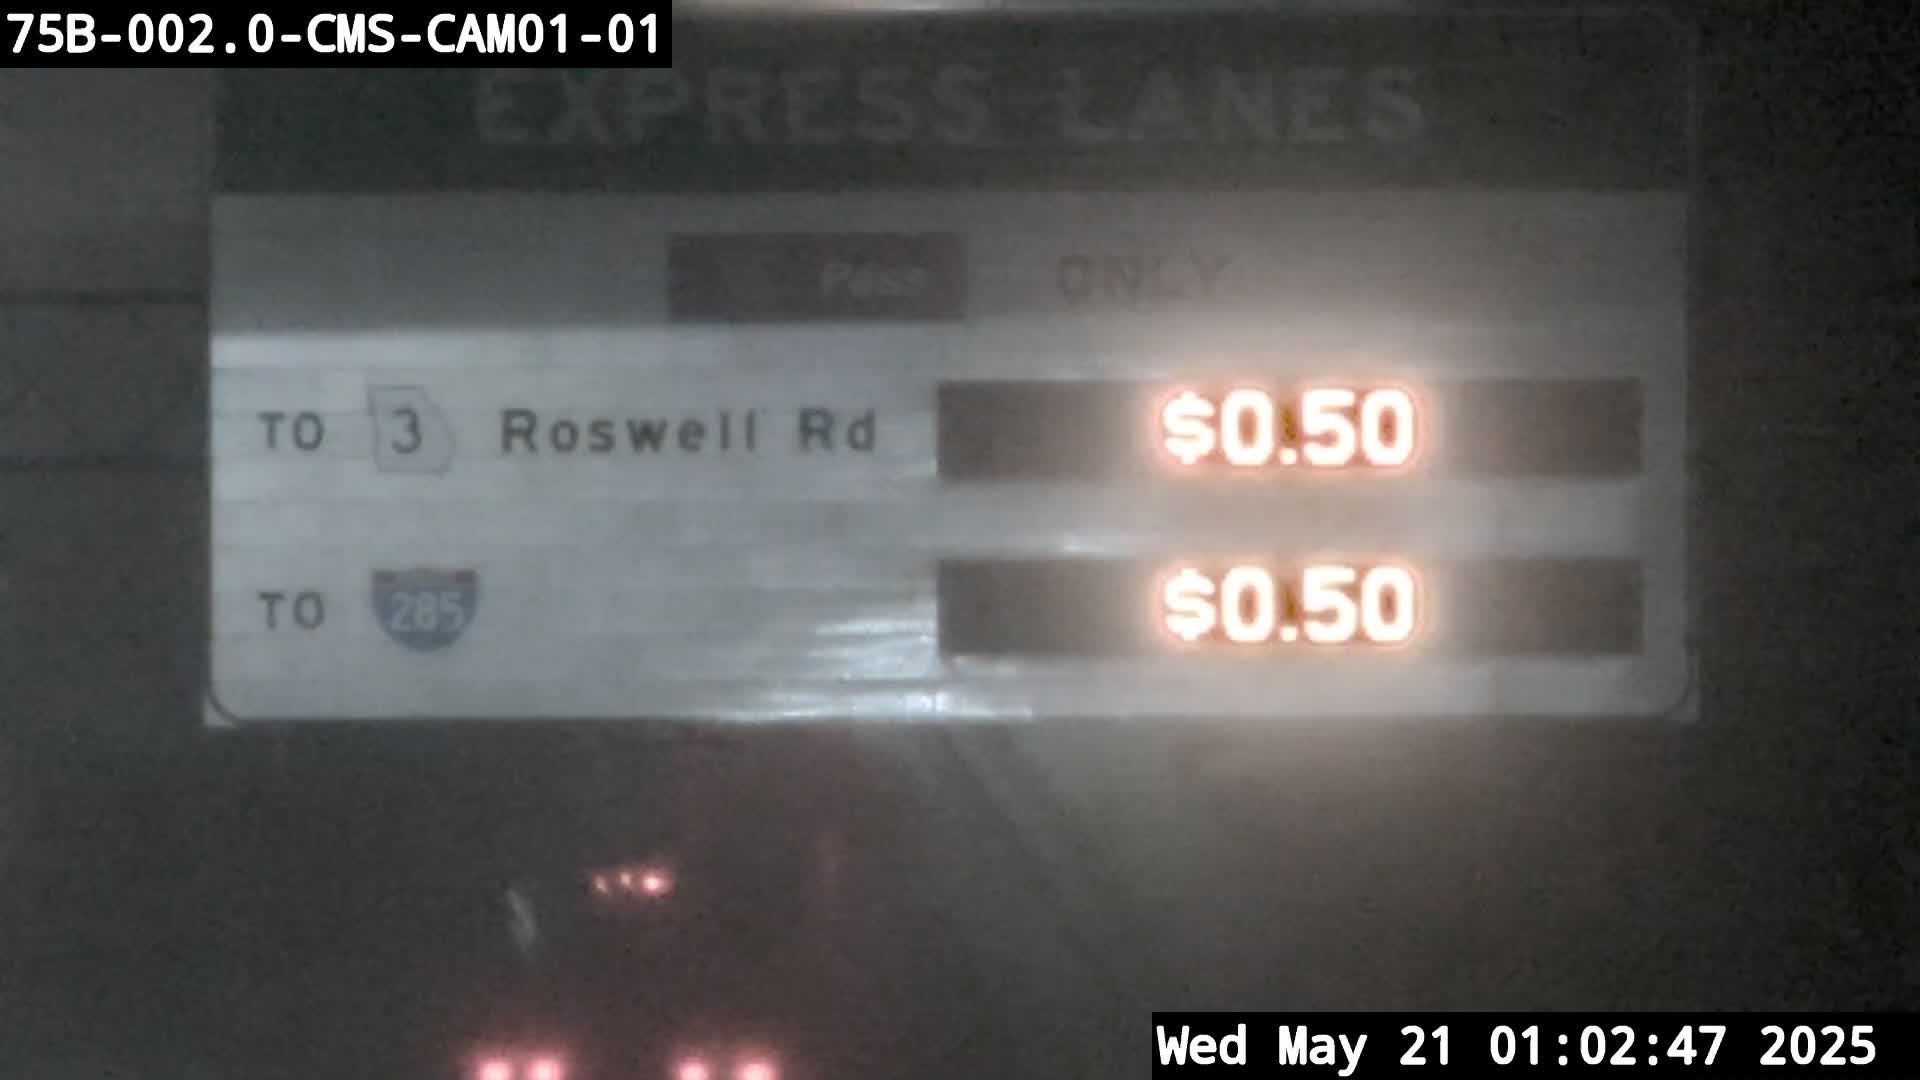 75B-002.0-CMS-CAM01-01
EXPRESS LANES
Pass ONLY
TO 3 Roswell Rd $0.50
TO 285 $0.50
Wed May 21 01:02:47 2025